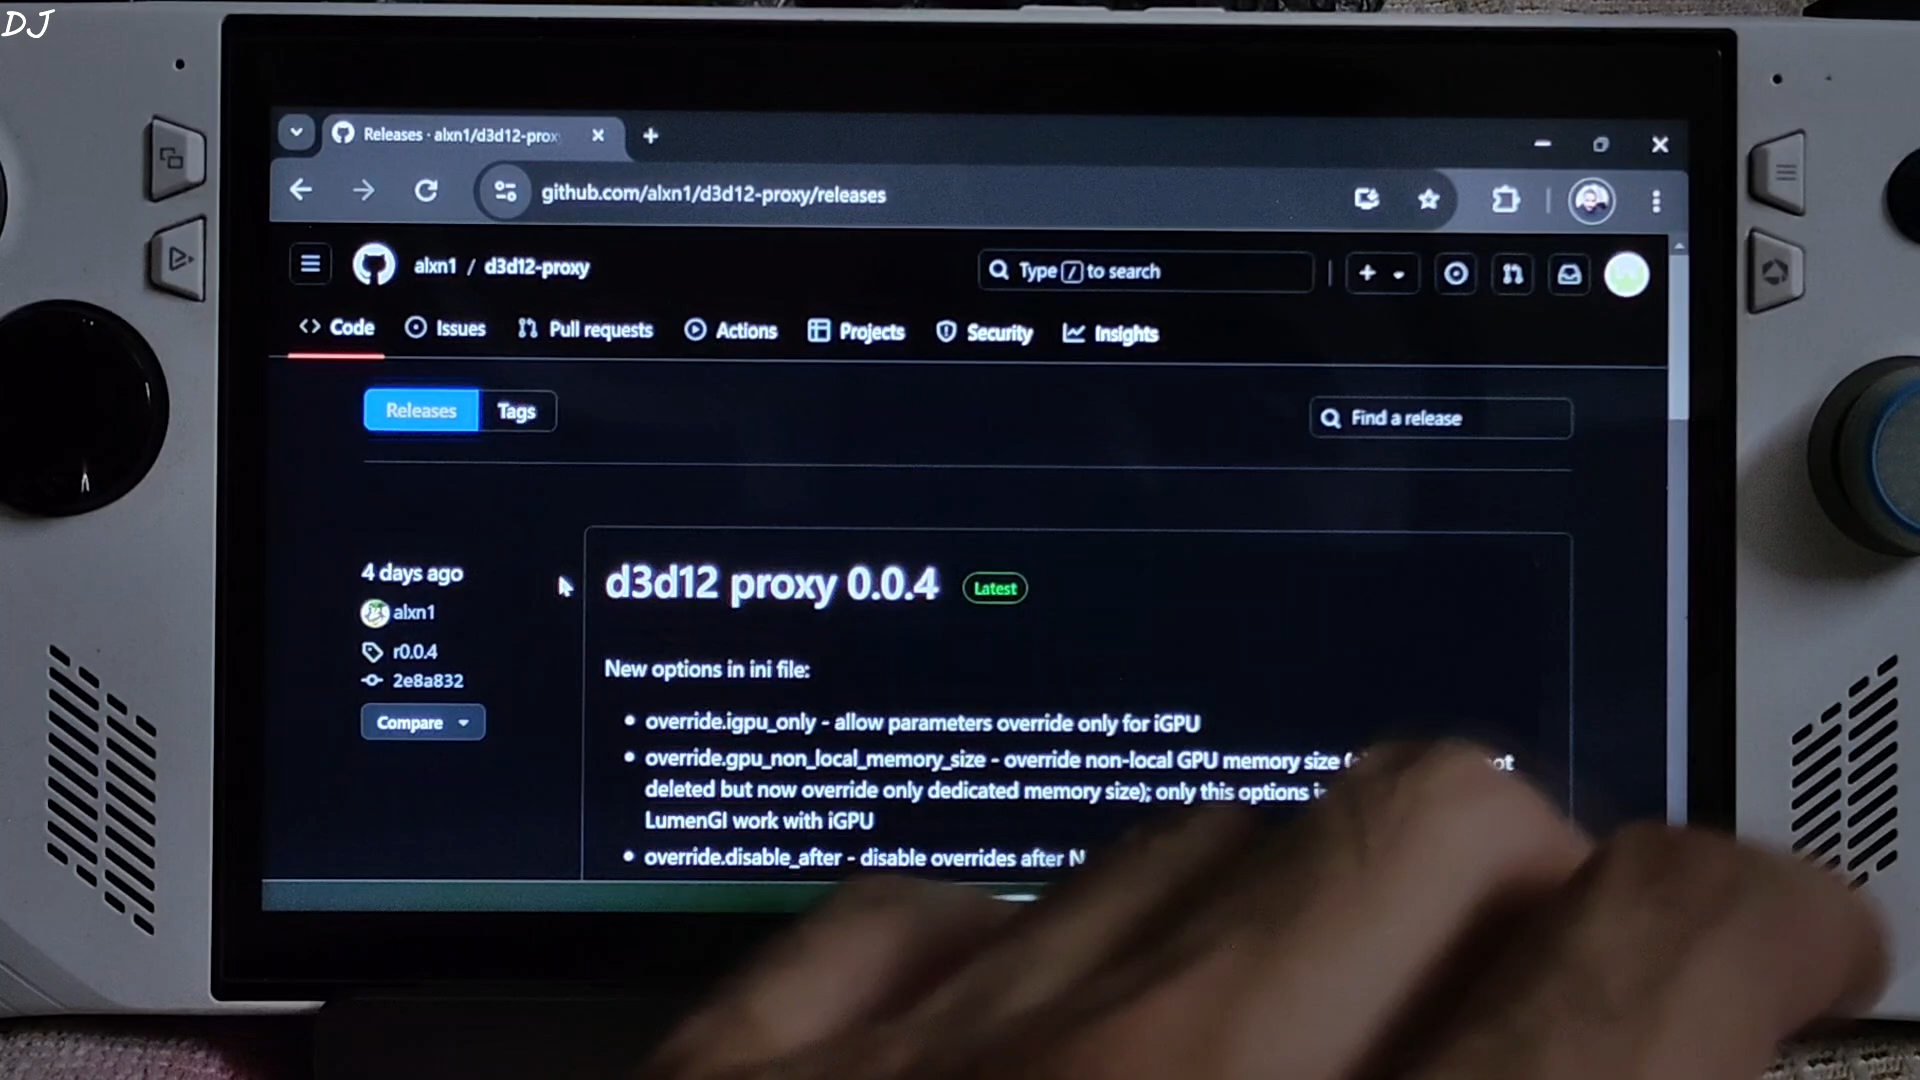 DJ
Releases · alxn1/d3d12-prox
github.com/alxn1/d3d12-proxy/releases
alxn1 / d3d12-proxy
Type / to search
Code Issues Pull requests Actions Projects Security Insights
Releases Tags
Find a release
4 days ago
alxn1
r0.0.4
2e8a832
Compare
d3d12 proxy 0.0.4 Latest
New options in ini file:
• override.igpu_only - allow parameters override only for iGPU
• override.gpu_non_local_memory_size - override non-local GPU memory size
deleted but now override only dedicated memory size); only this options
LumenGI work with iGPU
• override.disable_after - disable overrides after N